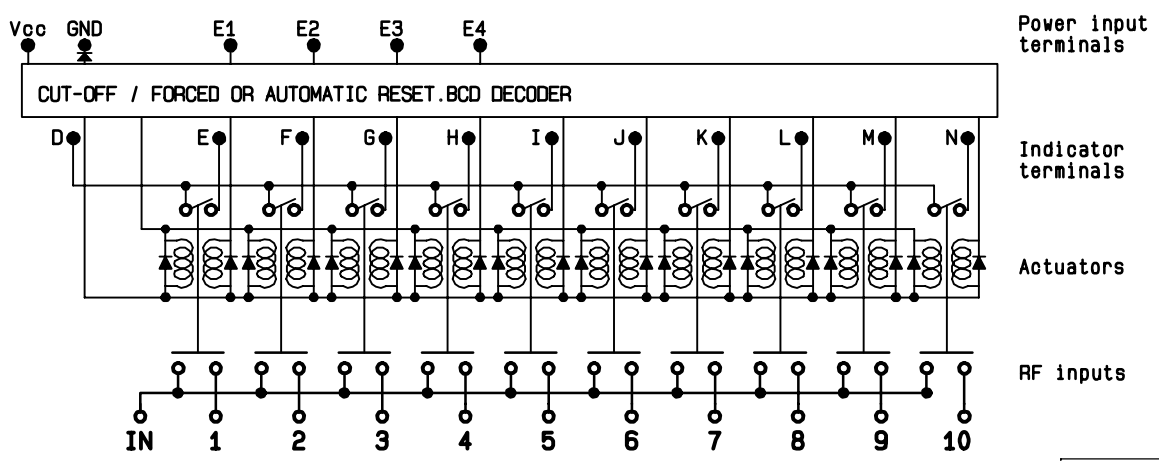 Vcc GND E1 E2 E3 E4 Power input
terminals
CUT-OFF / FORCED OR AUTOMATIC RESET.BCD DECODER
D E F G H I J K L M N Indicator
terminals
Actuators
RF inputs
IN 1 2 3 4 5 6 7 8 9 10